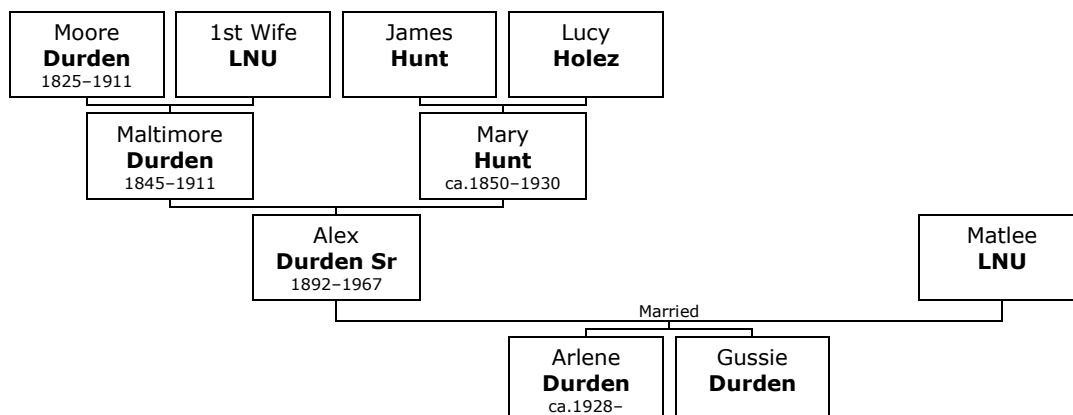 Moore
Durden
1825–1911
1st Wife
LNU
James
Hunt
Lucy
Holez
Maltimore
Durden
1845–1911
Mary
Hunt
ca.1850–1930
Alex
Durden Sr
1892–1967
Matlee
LNU
Married
Arlene
Durden
ca.1928–
Gussie
Durden